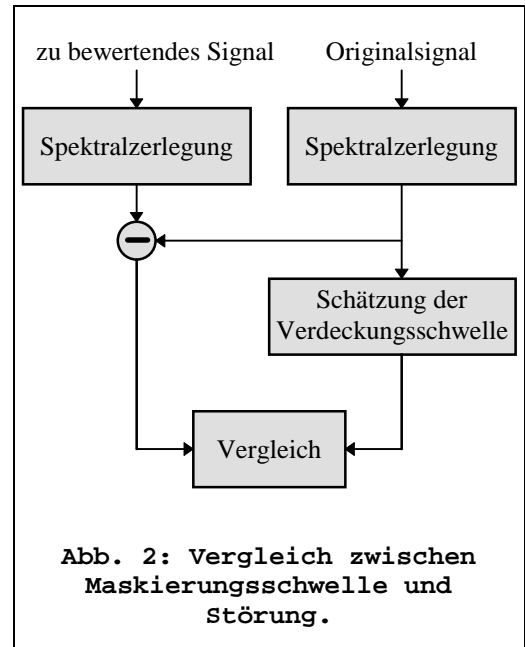 zu bewertendes Signal
Originalsignal
Spektralzerlegung
Spektralzerlegung
Schätzung der
Verdeckungsschwelle
Vergleich
Abb. 2: Vergleich zwischen
Maskierungsschwelle und
Störung.